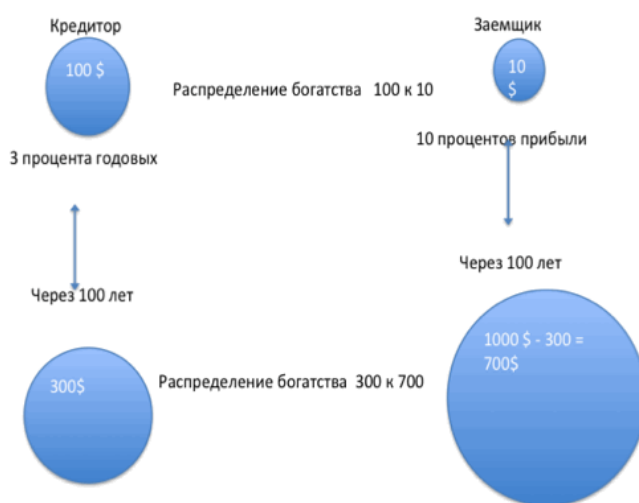 Кредитор
Заемщик
100 $
10
$
Распределение богатства 100 к 10
3 процента годовых
10 процентов прибыли
Через 100 лет
Через 100 лет
300$
Распределение богатства 300 к 700
1000 $ - 300 =
700$